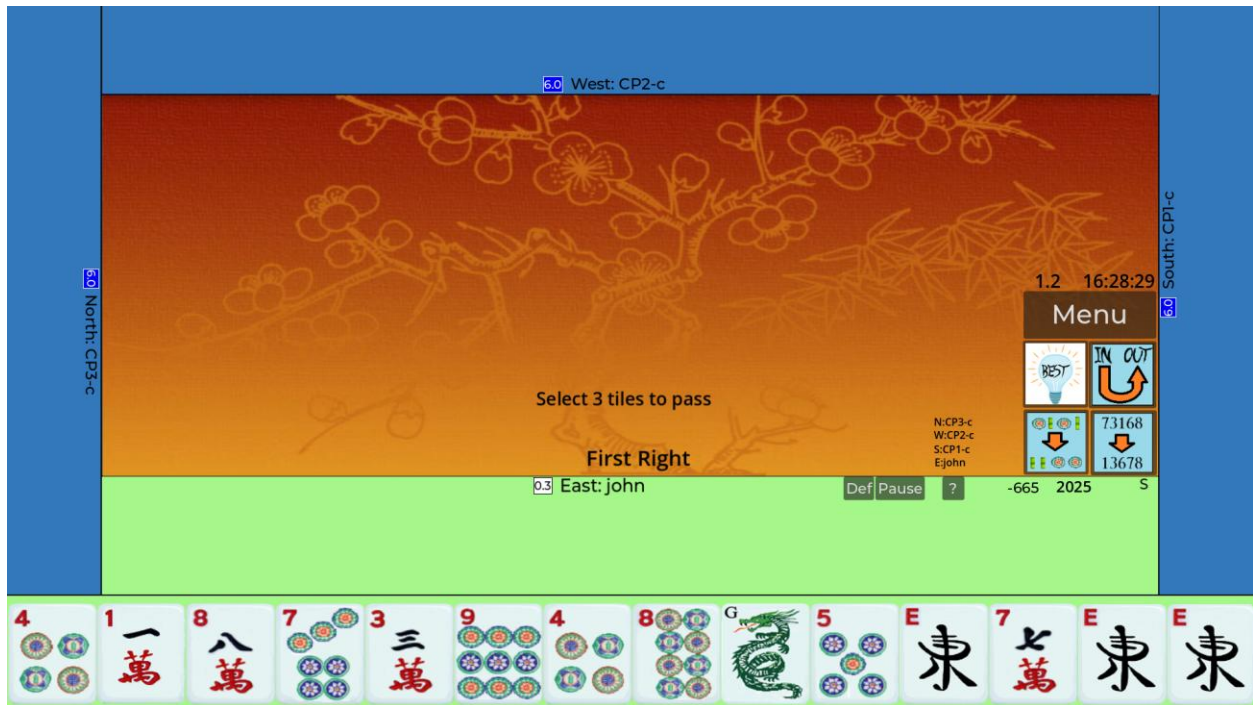 6.0 West: CP2-c
6.0 North: CP3-c
South: CP1-c 6.0
1.2 16:28:29
Menu
BEST
IN OUT
Select 3 tiles to pass
First Right
N:CP3-c
W:CP2-c
S:CP1-c
E:john
73168
13678
0.3 East: john
Def Pause ? -665 2025 S
4 1 8 7 3 9 4 8 G 5 E 7 E E
一萬 八萬 三萬 東 七萬 東 東